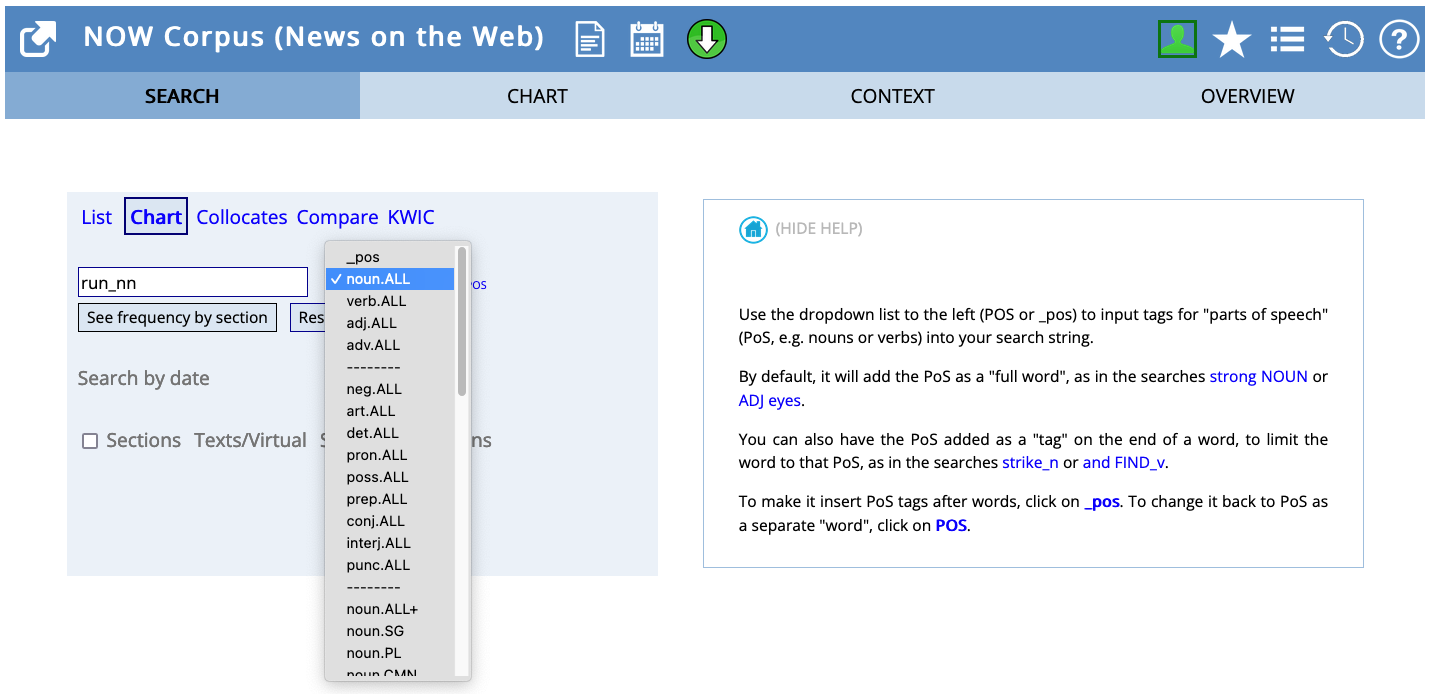 NOW Corpus (News on the Web)
SEARCH CHART CONTEXT OVERVIEW
List Chart Collocates Compare KWIC
run_nn
See frequency by section
Search by date
Sections Texts/Virtual
_pos
✓ noun.ALL
verb.ALL
adj.ALL
adv.ALL
--------
neg.ALL
art.ALL
det.ALL
pron.ALL
poss.ALL
prep.ALL
conj.ALL
interj.ALL
punc.ALL
--------
noun.ALL+
noun.SG
noun.PL
noun.CMN
(HIDE HELP)
Use the dropdown list to the left (POS or _pos) to input tags for "parts of speech"
(PoS, e.g. nouns or verbs) into your search string.
By default, it will add the PoS as a "full word", as in the searches strong NOUN or
ADJ eyes.
You can also have the PoS added as a "tag" on the end of a word, to limit the
word to that PoS, as in the searches strike_n or and FIND_v.
To make it insert PoS tags after words, click on _pos. To change it back to PoS as
a separate "word", click on POS.